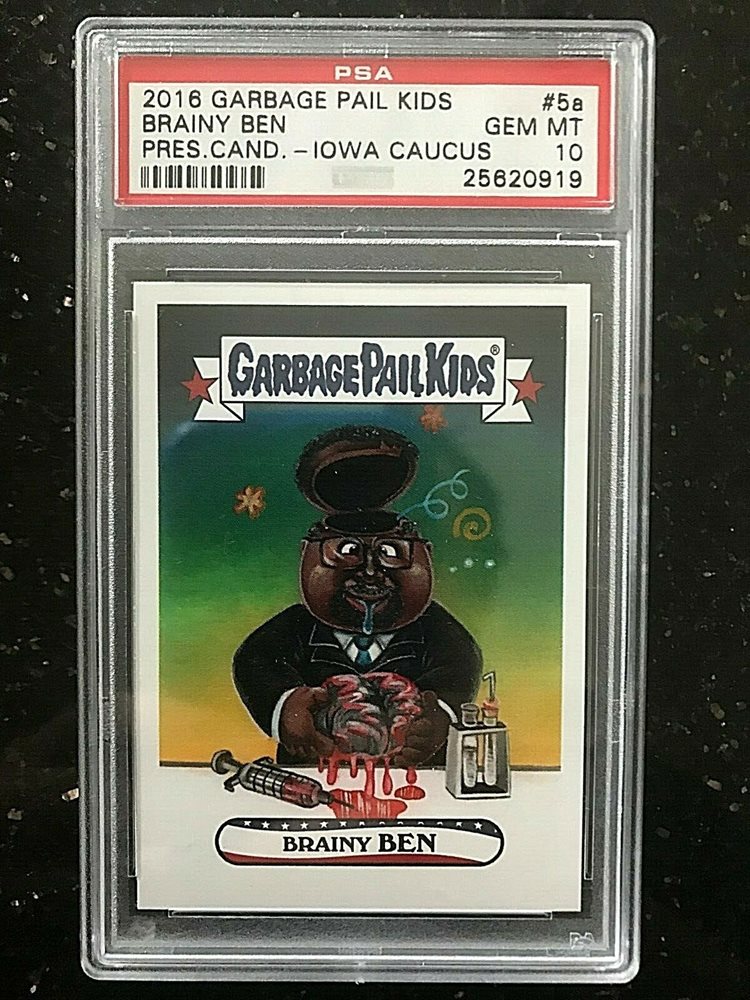 PSA
2016 GARBAGE PAIL KIDS #5a
BRAINY BEN GEM MT
PRES.CAND. - IOWA CAUCUS 10
25620919
GARBAGE PAIL KIDS®
BRAINY BEN